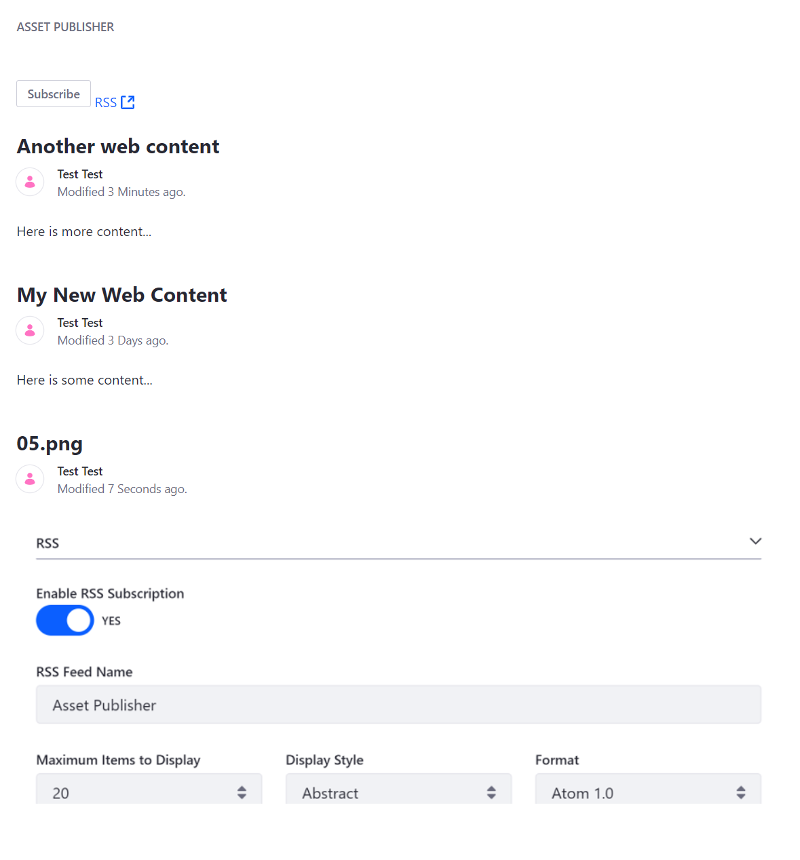 ASSET PUBLISHER
Subscribe RSS
Another web content
Test Test
Modified 3 Minutes ago.
Here is more content...
My New Web Content
Test Test
Modified 3 Days ago.
Here is some content...
05.png
Test Test
Modified 7 Seconds ago.
RSS
Enable RSS Subscription
YES
RSS Feed Name
Asset Publisher
Maximum Items to Display Display Style Format
20 Abstract Atom 1.0